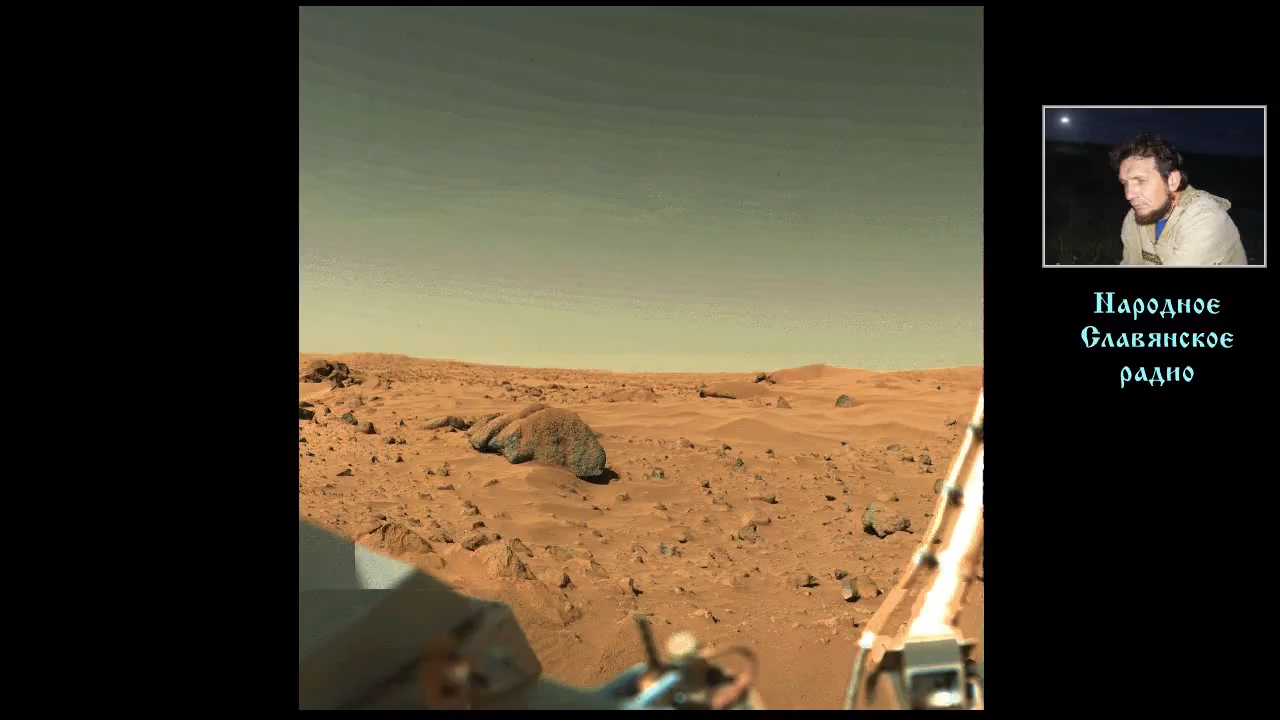 Народное
Славянское
радио